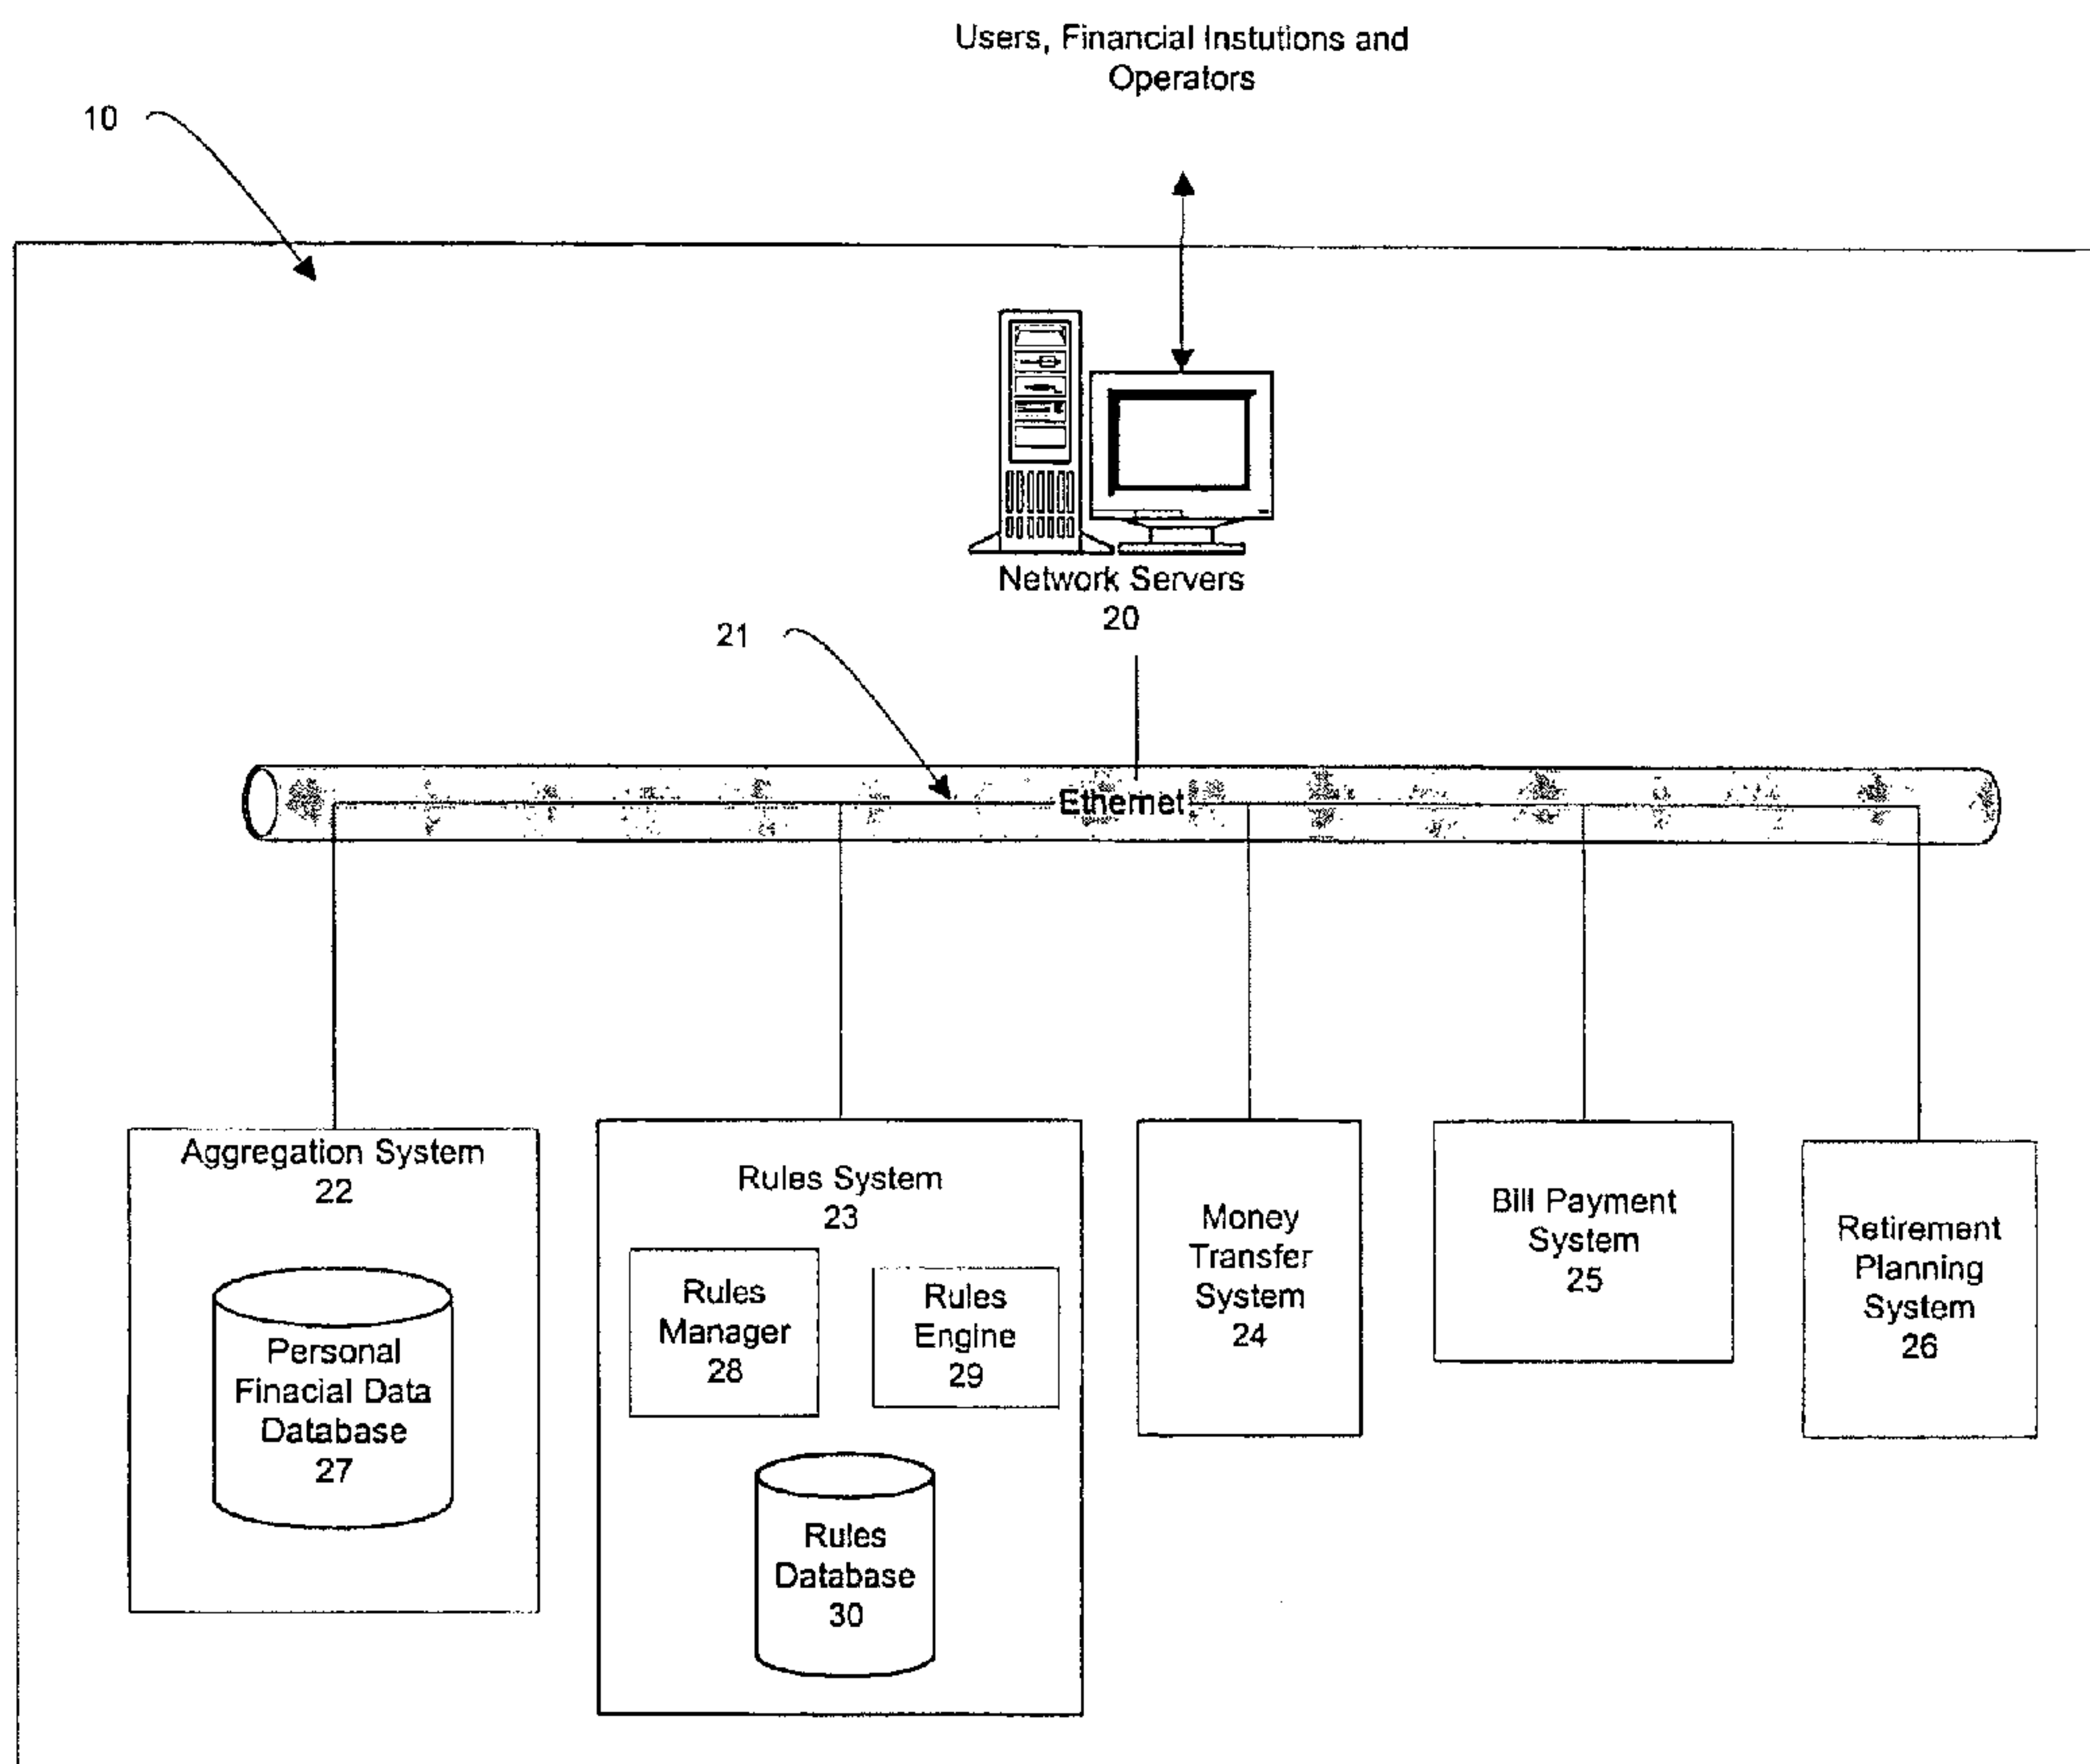 Users, Financial Instutions and
Operators
10
Network Servers
20
21
Ethernet
Aggregation System
22
Personal
Finacial Data
Database
27
Rules System
23
Rules
Manager
28
Rules
Engine
29
Rules
Database
30
Money
Transfer
System
24
Bill Payment
System
25
Retirement
Planning
System
26